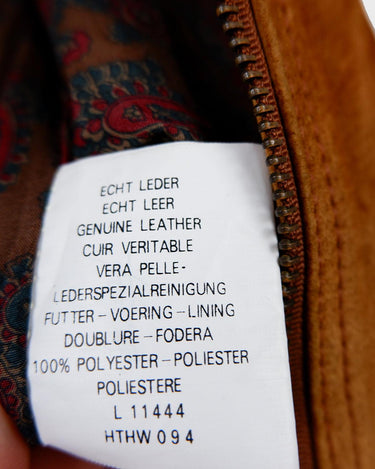 ECHT LEDER
ECHT LEER
GENUINE LEATHER
CUIR VERITABLE
VERA PELLE-
LEDERSPEZIALREINIGUNG
FUTTER-VOERING-LINING
DOUBLURE-FODERA
100% POLYESTER-POLIESTER
POLIESTERE
L 11444
HTHW 094